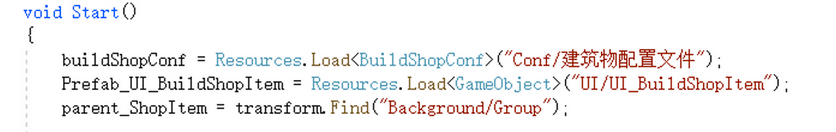 void Start()
{
buildShopConf = Resources.Load<BuildShopConf>("Conf/建筑物配置文件");
Prefab_UI_BuildShopItem = Resources.Load<GameObject>("UI/UI_BuildShopItem");
parent_ShopItem = transform.Find("Background/Group");